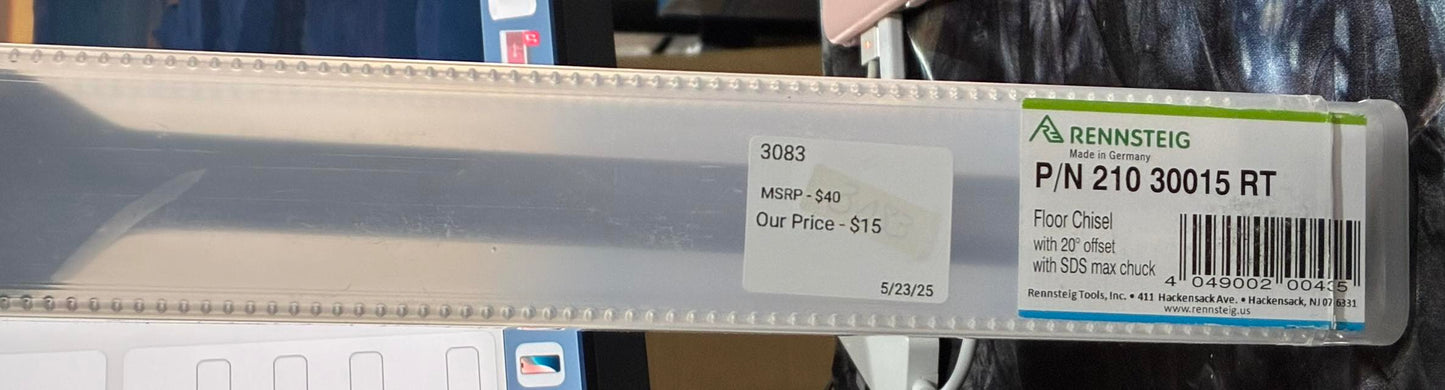 3083
MSRP - $40
Our Price - $15
5/23/25
RENNSTEIG
Made in Germany
P/N 210 30015 RT
Floor Chisel
with 20° offset
with SDS max chuck
4 049002 00435
Rennsteig Tools, Inc. • 411 Hackensack Ave. • Hackensack, NJ 07 6331
www.rennsteig.us